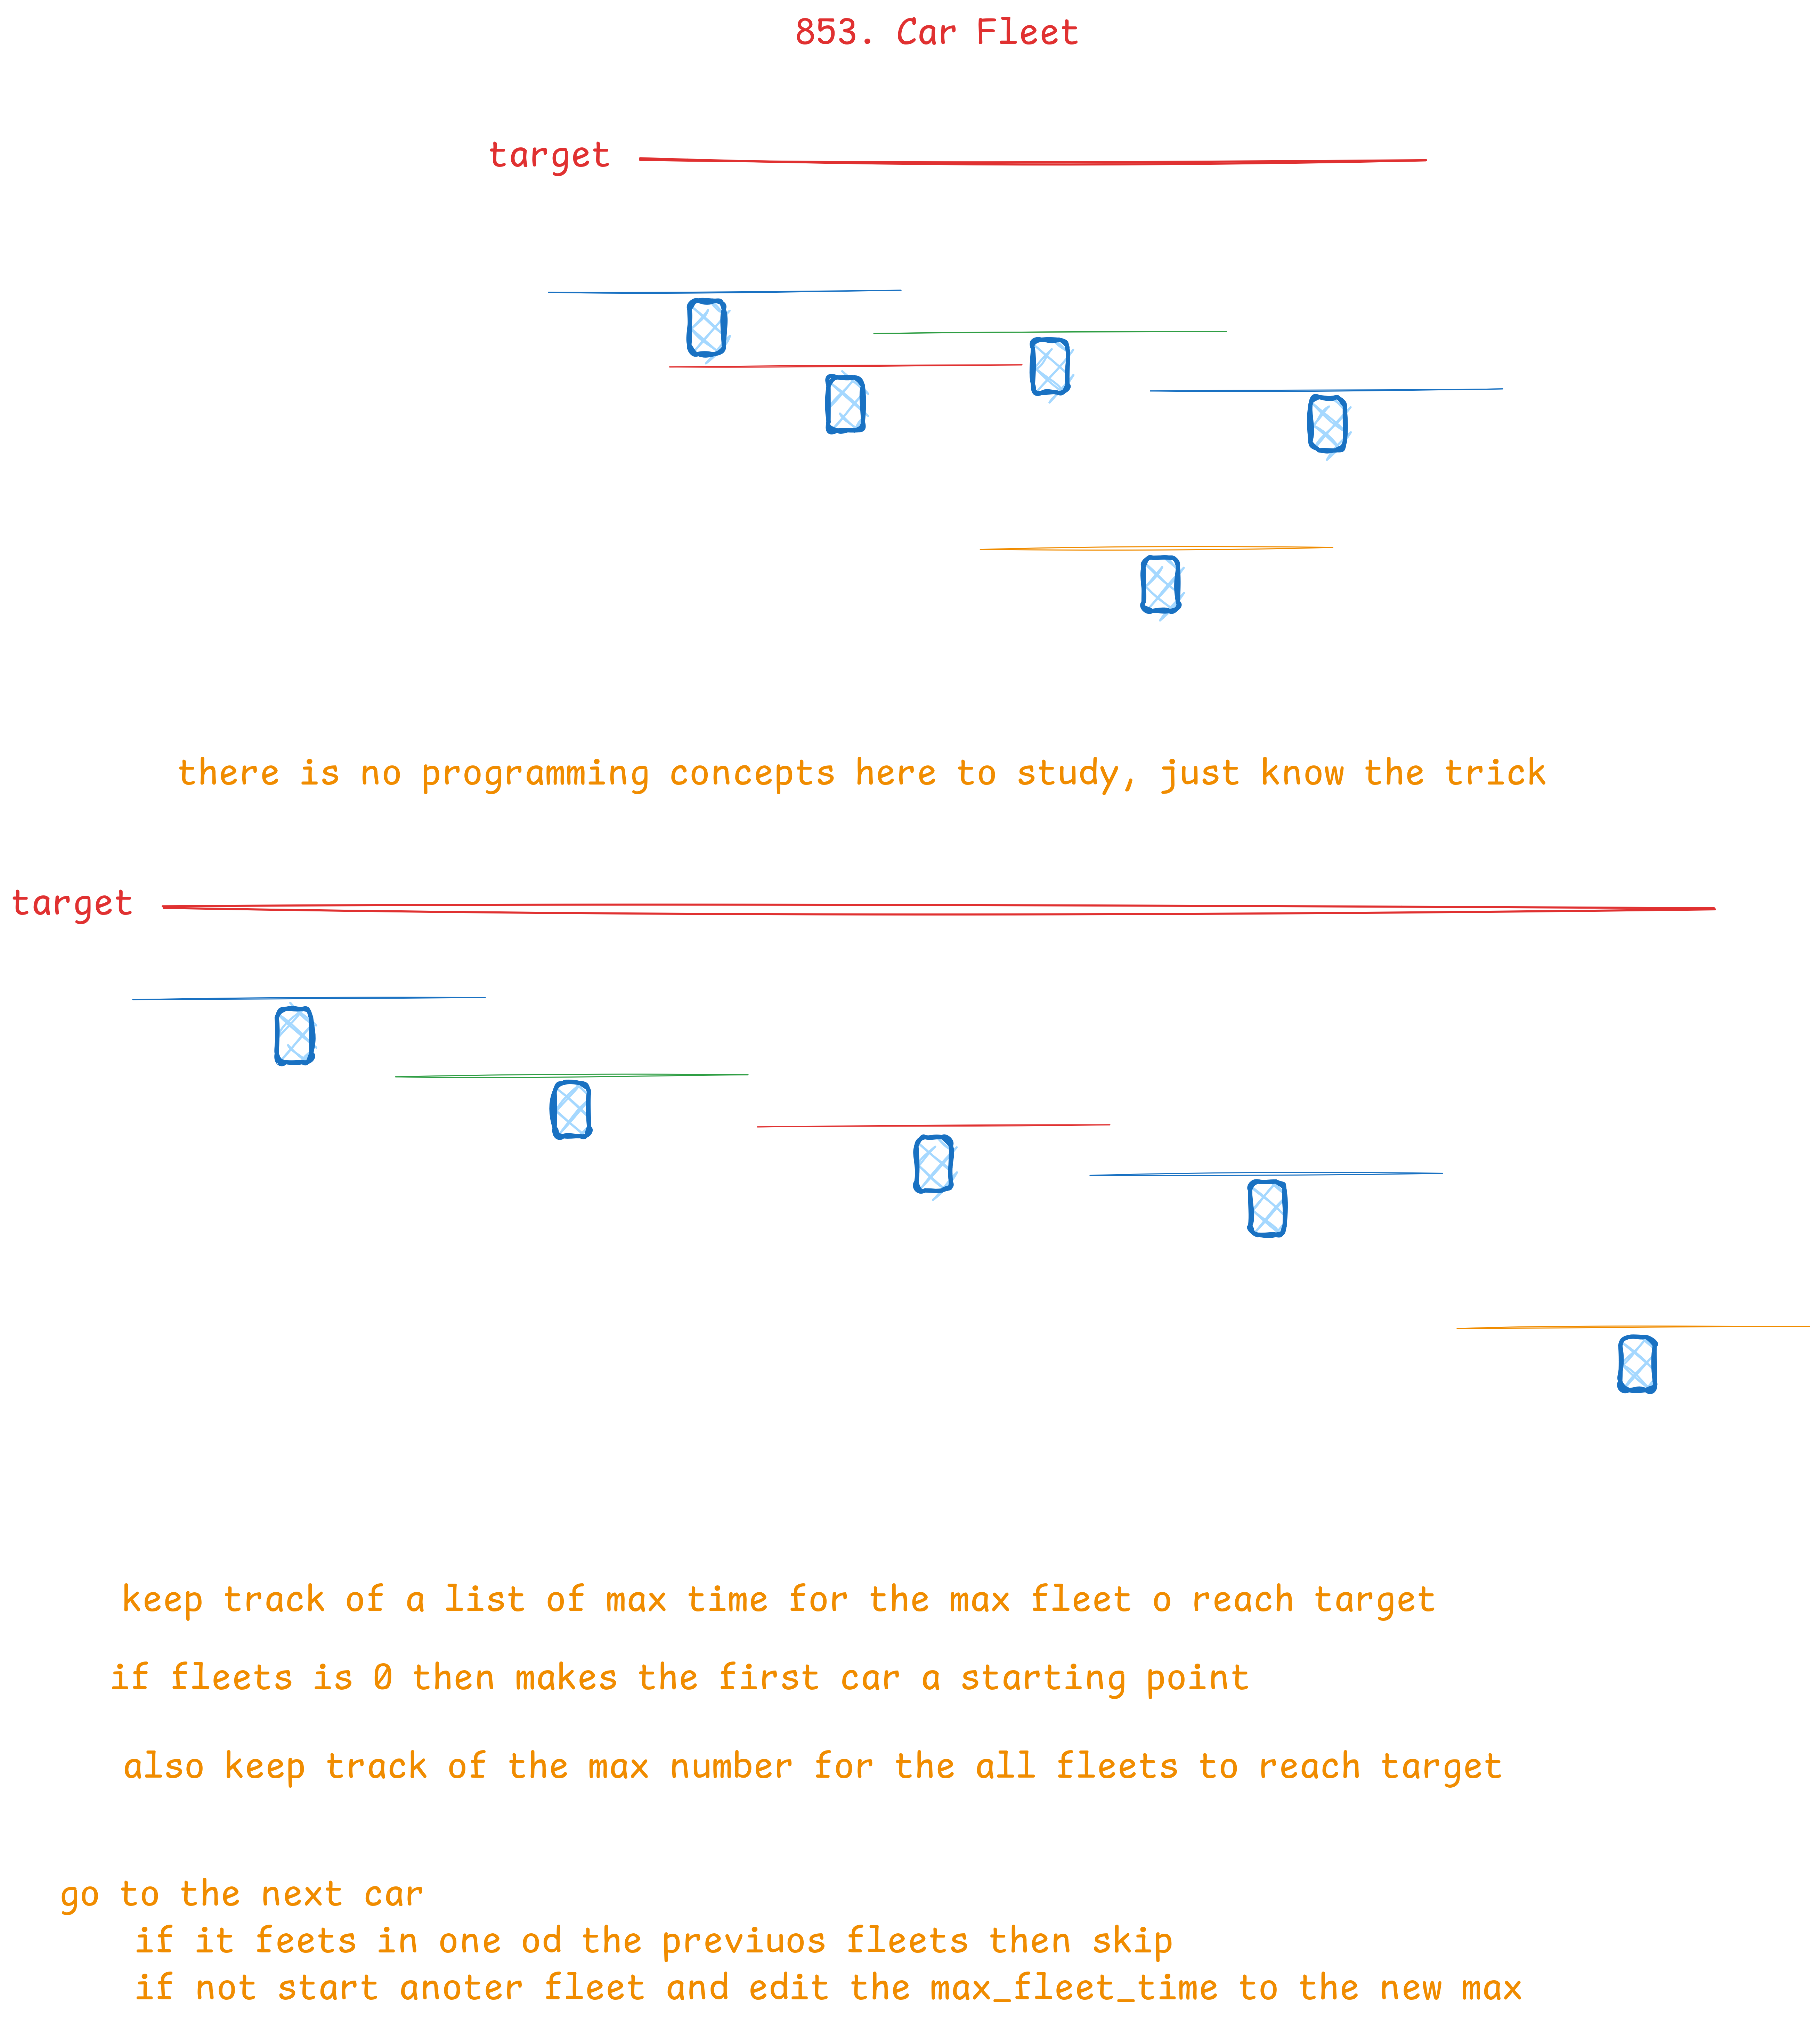 853. Car Fleet
target
there is no programming concepts here to study, just know the trick
target
keep track of a list of max time for the max fleet o reach target
if fleets is 0 then makes the first car a starting point
also keep track of the max number for the all fleets to reach target
go to the next car
if it feets in one od the previuos fleets then skip
if not start anoter fleet and edit the max_fleet_time to the new max